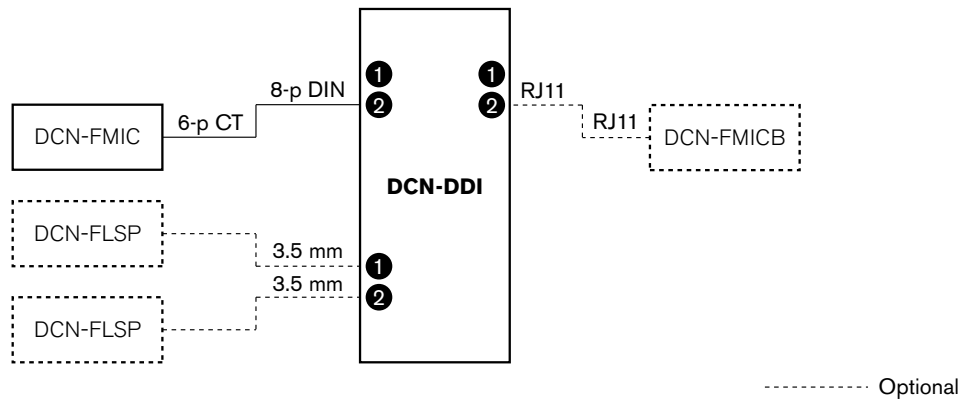 1 1
8-p DIN 2 2 RJ11
DCN-FMIC 6-p CT RJ11 DCN-FMICB
DCN-DDI
DCN-FLSP
3.5 mm 1
3.5 mm 2
DCN-FLSP
Optional